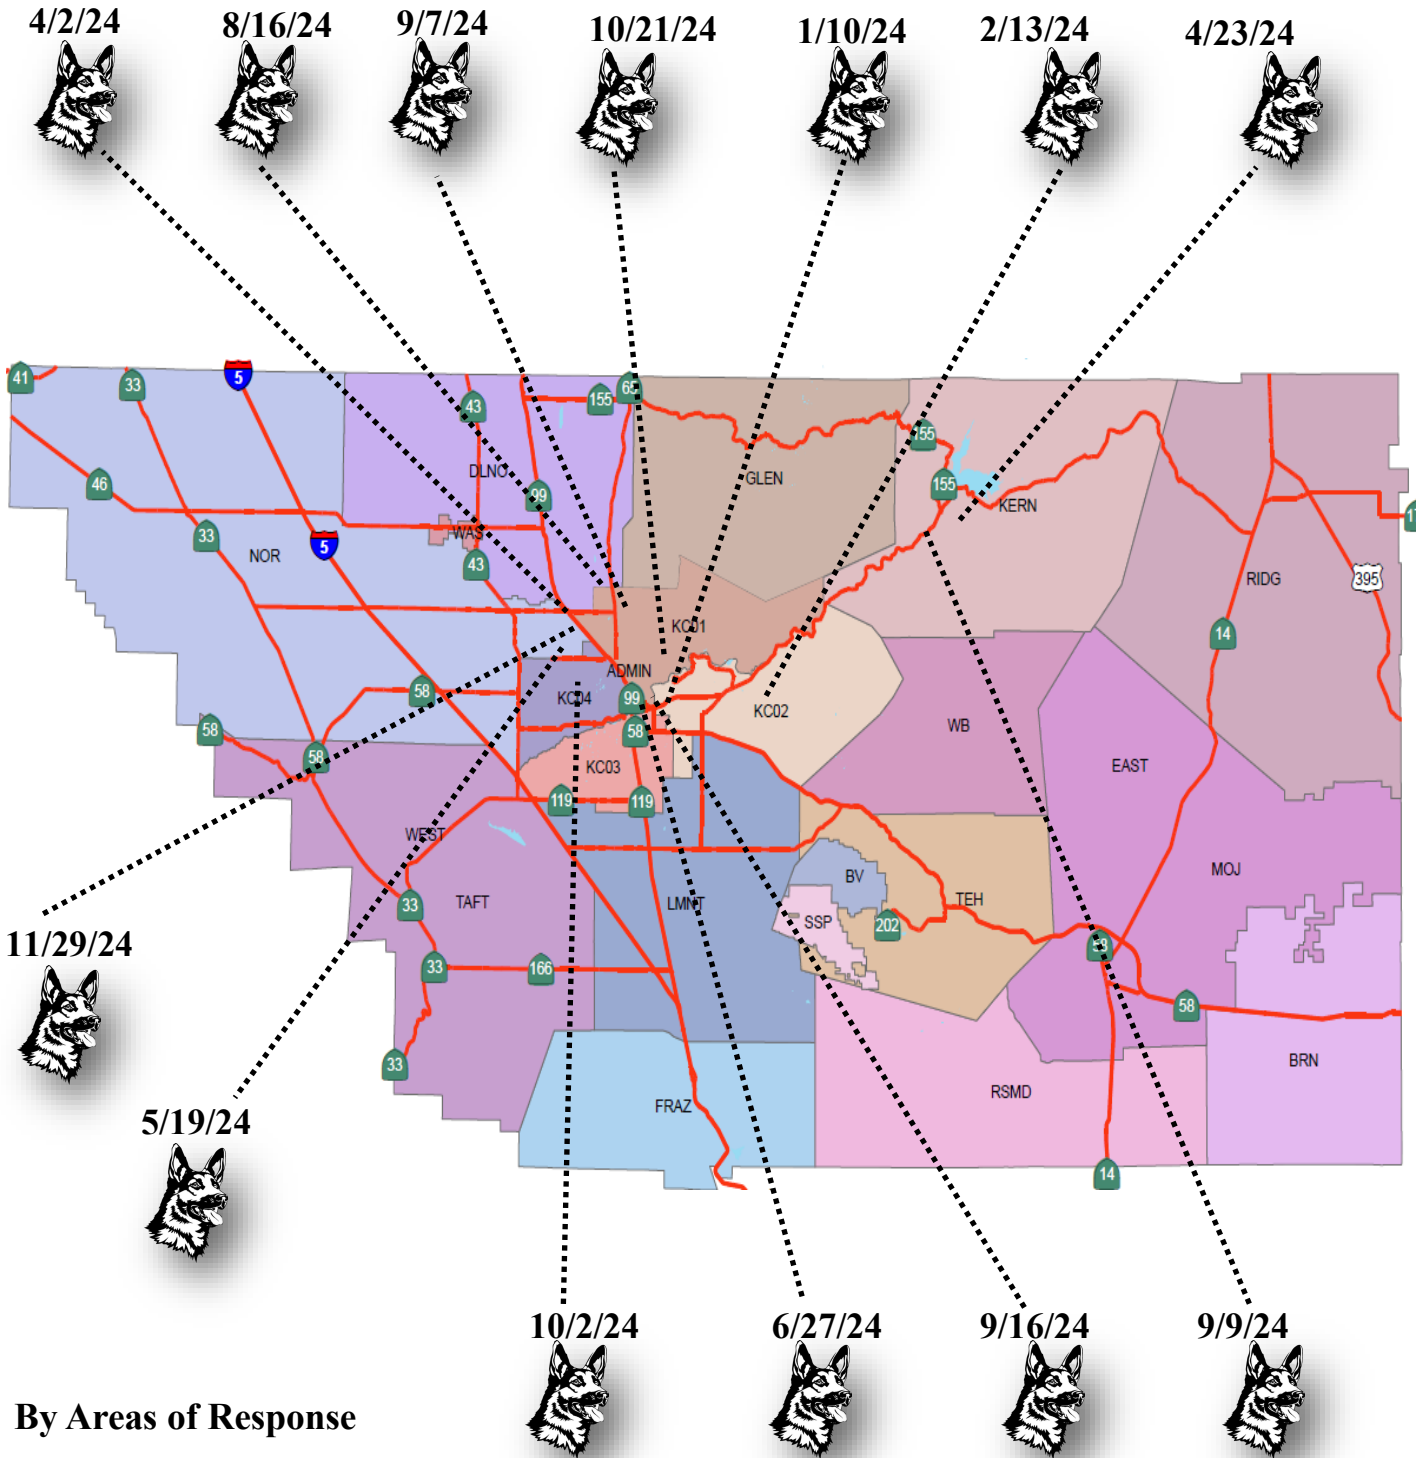 4/2/24
8/16/24
9/7/24
10/21/24
1/10/24
2/13/24
4/23/24
41
33
5
43
155
65
155
DLNO
GLEN
46
99
155
KERN
33
NOR
5
WAS
43
RIDG
395
KC01
14
ADMIN
KC04
99
58
KC02
58
58
58
WB
KC03
EAST
119
119
WEST
MOJ
BV
TEH
33
TAFT
LMNT
SSP
202
58
11/29/24
33
166
58
33
BRN
RSMD
FRAZ
5/19/24
14
10/2/24
6/27/24
9/16/24
9/9/24
By Areas of Response